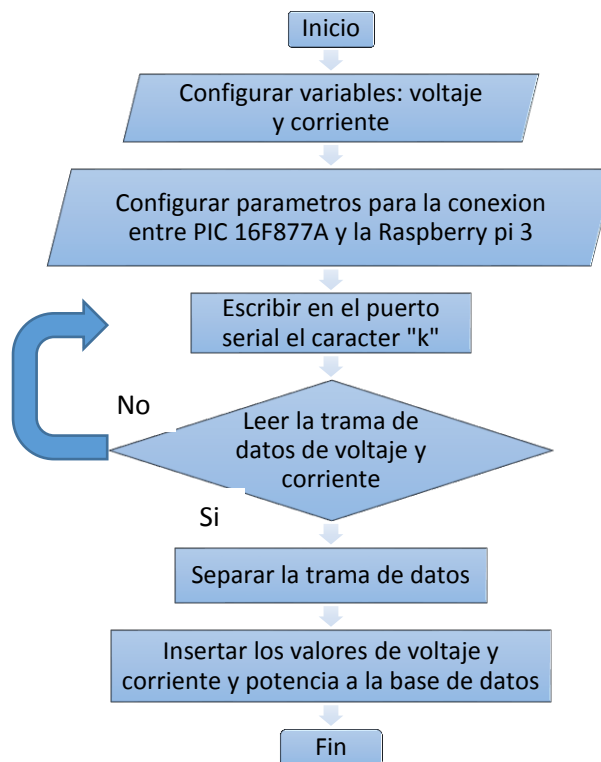 Inicio
Configurar variables: voltaje
y corriente
Configurar parametros para la conexion
entre PIC 16F877A y la Raspberry pi 3
Escribir en el puerto
serial el caracter "k"
No
Leer la trama de
datos de voltaje y
corriente
Si
Separar la trama de datos
Insertar los valores de voltaje y
corriente y potencia a la base de datos
Fin